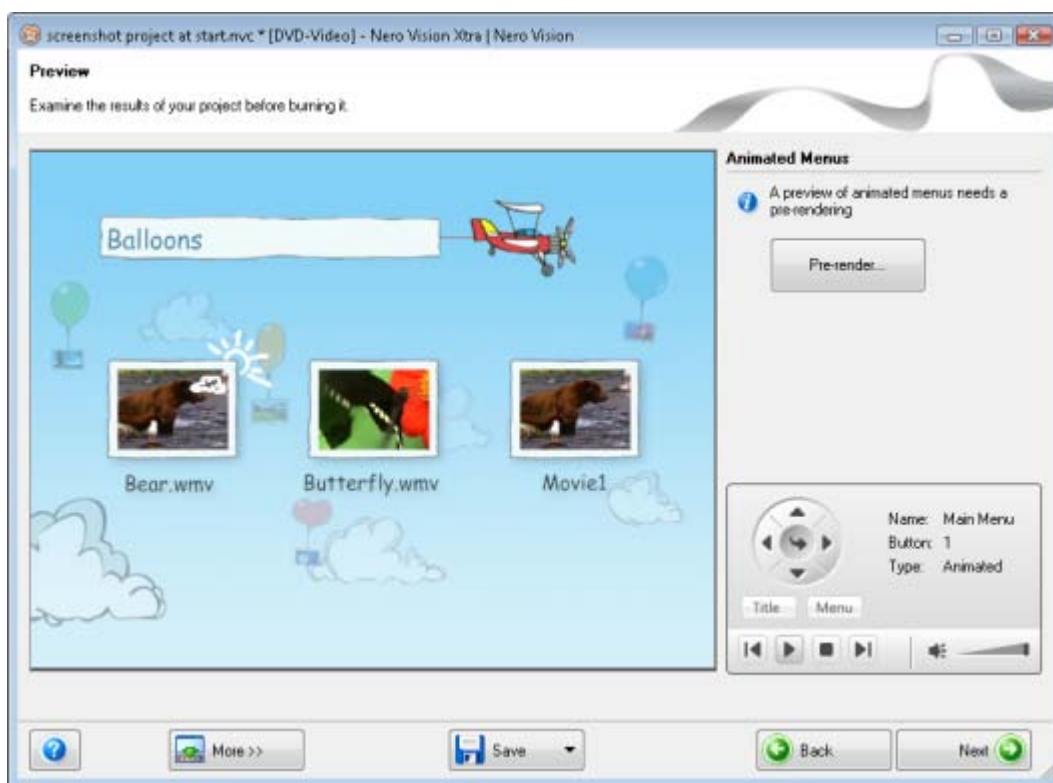 screenshot project at start.nvc * [DVD-Video] - Nero Vision Xtra | Nero Vision
Preview
Examine the results of your project before burning it.
Balloons
Bear.wmv
Butterfly.wmv
Movie1
Animated Menus
A preview of animated menus needs a
pre-rendering
Pre-render...
Name: Main Menu
Button: 1
Type: Animated
Title
Menu
More >>
Save
Back
Next